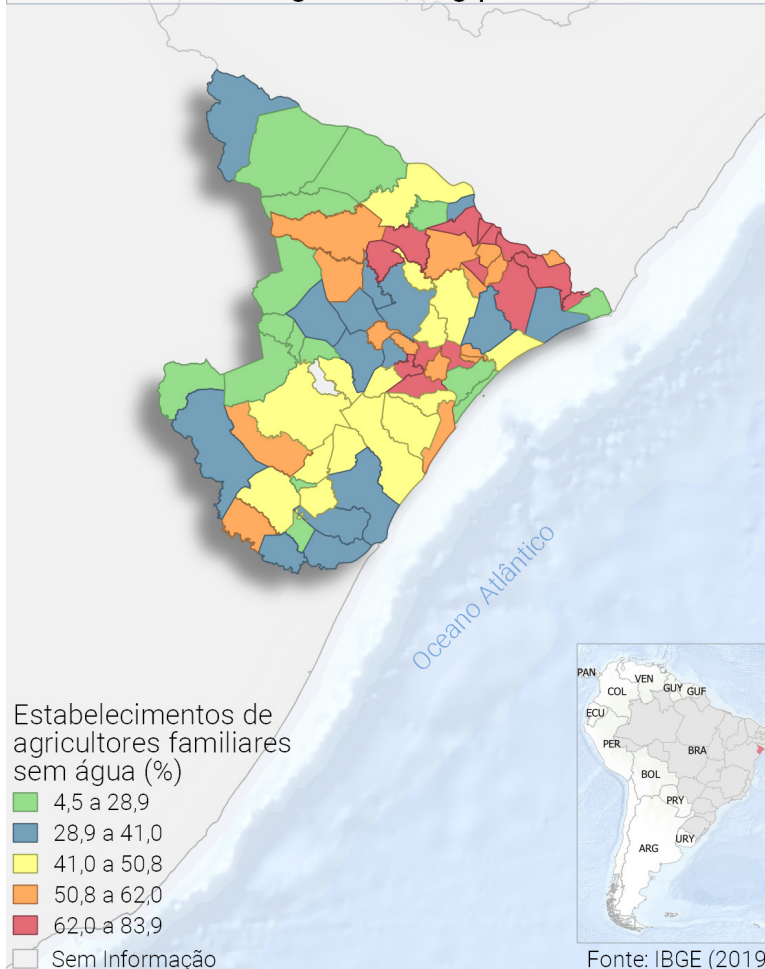 Oceano Atlântico
PAN
VEN
GUY
GUF
COL
ECU
PER
BRA
BOL
PRY
URY
ARG
Estabelecimentos de
agricultores familiares
sem água (%)
4,5 a 28,9
28,9 a 41,0
41,0 a 50,8
50,8 a 62,0
62,0 a 83,9
Sem Informação
Fonte: IBGE (2019